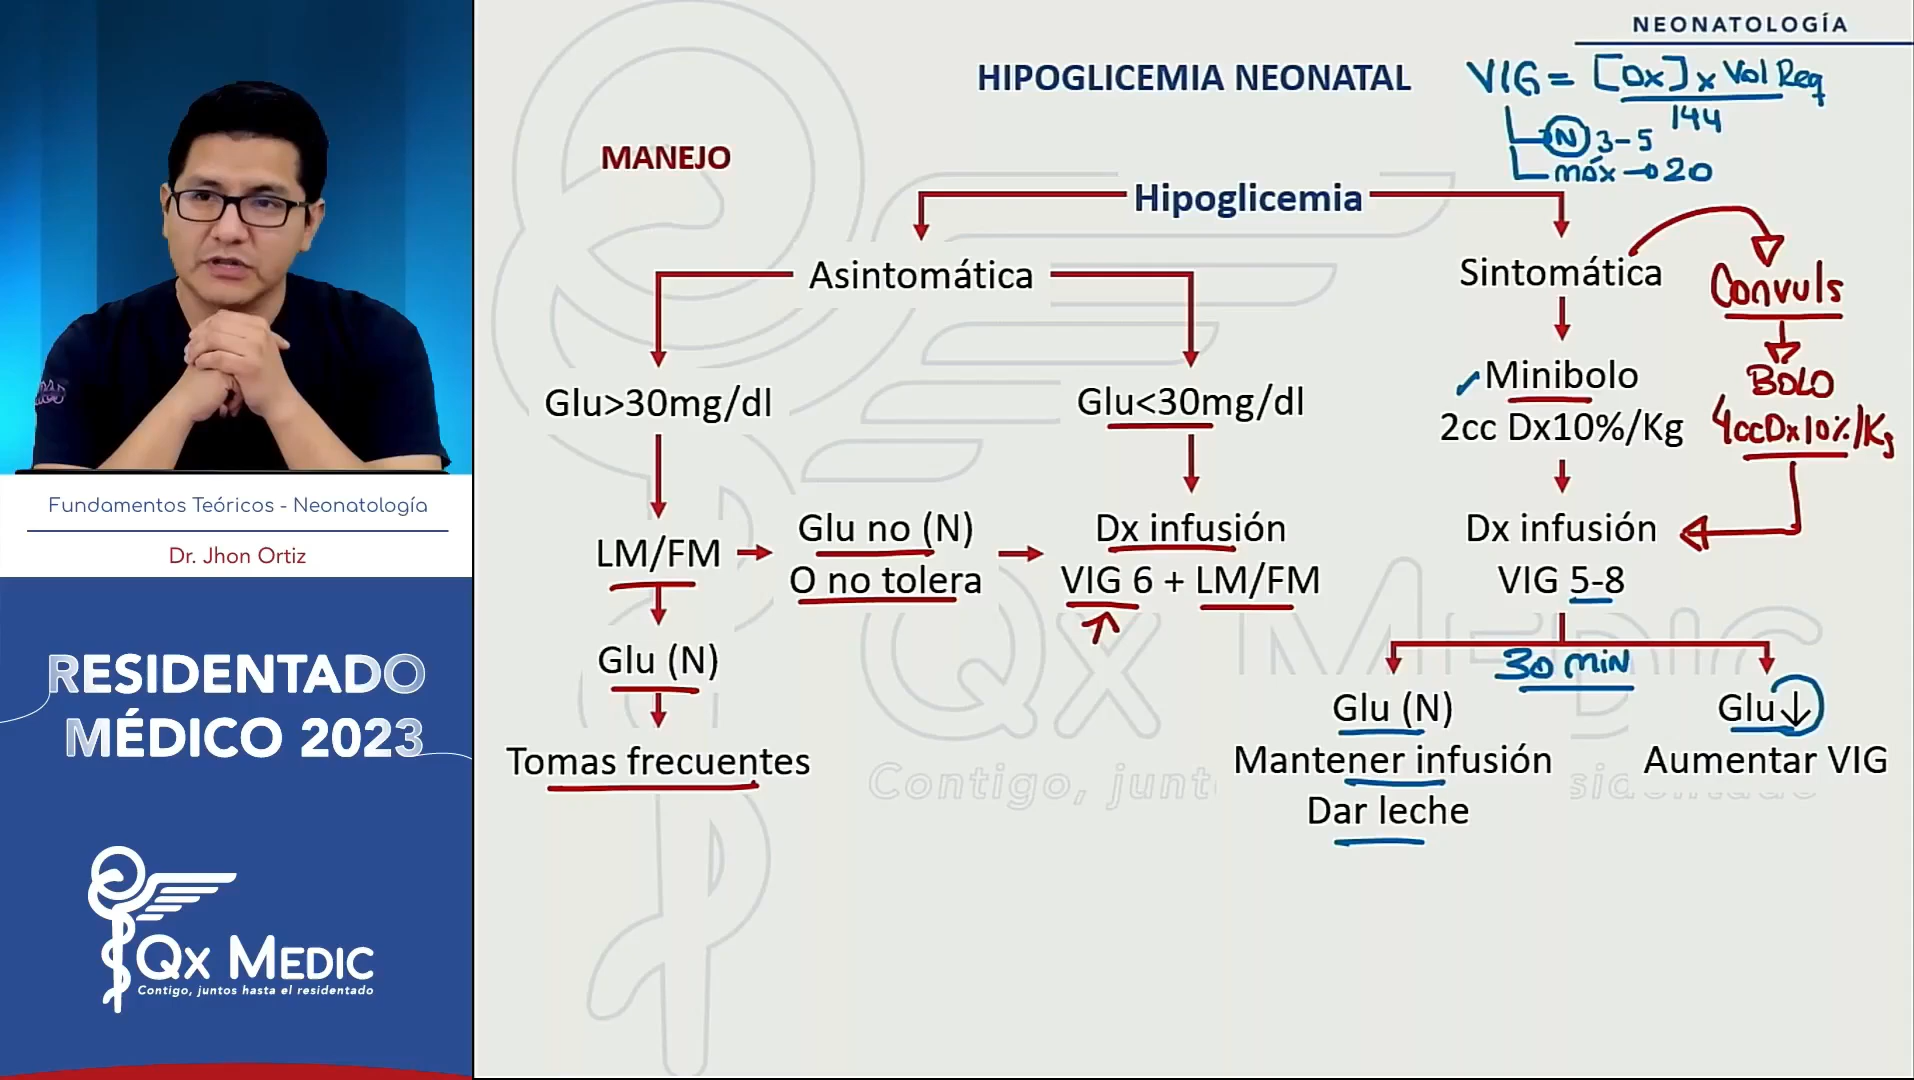 NEONATOLOGÍA
HIPOGLICEMIA NEONATAL
VIG = [Dx] x Vol Req
144
N 3-5
máx → 20
MANEJO
Hipoglicemia
Asintomática
Sintomática
Convuls
Glu>30mg/dl
Glu<30mg/dl
Minibolo
2cc Dx10%/Kg
BOLO
4ccDx10%/Kg
LM/FM
Glu no (N)
O no tolera
Dx infusión
VIG 6 + LM/FM
Dx infusión
VIG 5-8
30 min
Glu (N)
Tomas frecuentes
Glu (N)
Mantener infusión
Dar leche
Glu↓
Aumentar VIG
Fundamentos Teóricos - Neonatología
Dr. Jhon Ortiz
RESIDENTADO
MÉDICO 2023
Qx MEDIC
Contigo, juntos hasta el residentado
Qx MEDIC
Contigo, junt